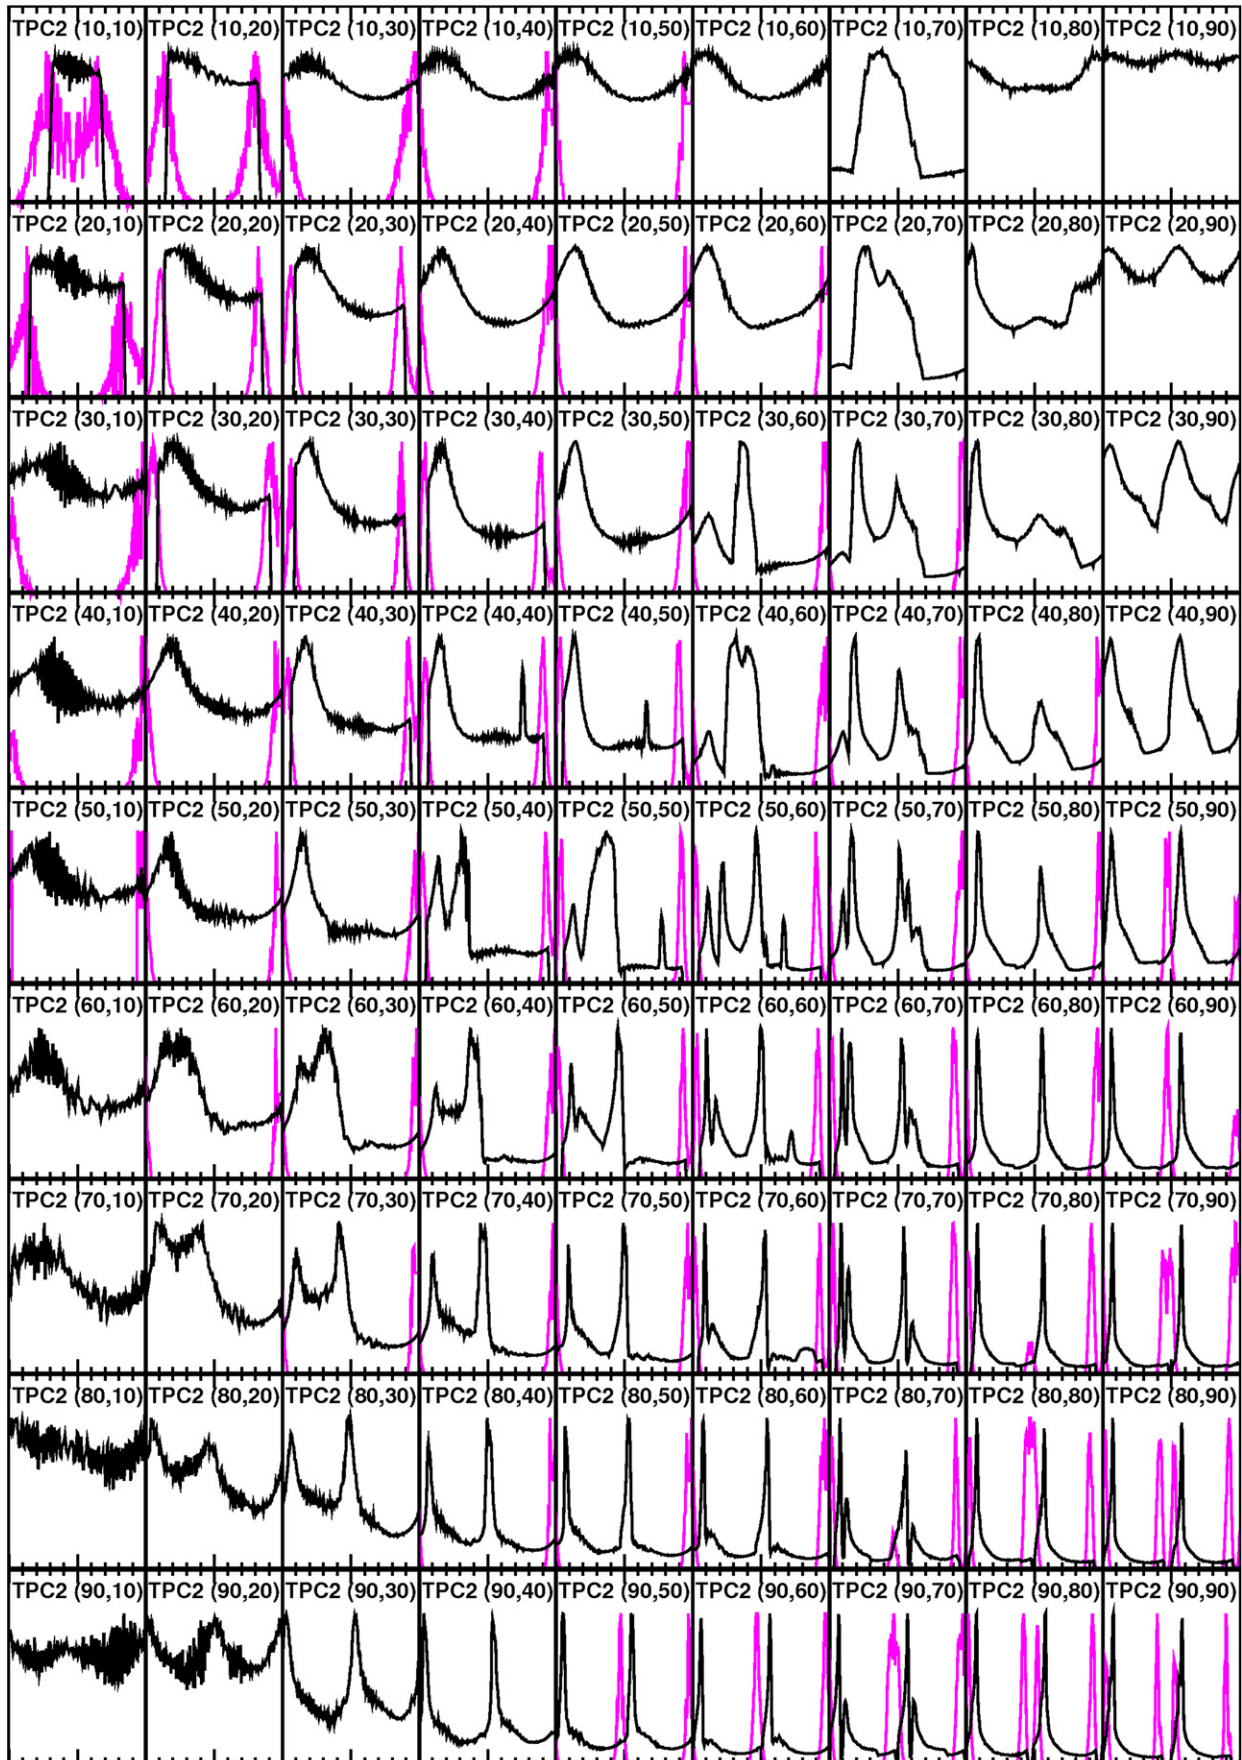 TPC2 (10,10) TPC2 (10,20) TPC2 (10,30) TPC2 (10,40) TPC2 (10,50) TPC2 (10,60) TPC2 (10,70) TPC2 (10,80) TPC2 (10,90)
TPC2 (20,10) TPC2 (20,20) TPC2 (20,30) TPC2 (20,40) TPC2 (20,50) TPC2 (20,60) TPC2 (20,70) TPC2 (20,80) TPC2 (20,90)
TPC2 (30,10) TPC2 (30,20) TPC2 (30,30) TPC2 (30,40) TPC2 (30,50) TPC2 (30,60) TPC2 (30,70) TPC2 (30,80) TPC2 (30,90)
TPC2 (40,10) TPC2 (40,20) TPC2 (40,30) TPC2 (40,40) TPC2 (40,50) TPC2 (40,60) TPC2 (40,70) TPC2 (40,80) TPC2 (40,90)
TPC2 (50,10) TPC2 (50,20) TPC2 (50,30) TPC2 (50,40) TPC2 (50,50) TPC2 (50,60) TPC2 (50,70) TPC2 (50,80) TPC2 (50,90)
TPC2 (60,10) TPC2 (60,20) TPC2 (60,30) TPC2 (60,40) TPC2 (60,50) TPC2 (60,60) TPC2 (60,70) TPC2 (60,80) TPC2 (60,90)
TPC2 (70,10) TPC2 (70,20) TPC2 (70,30) TPC2 (70,40) TPC2 (70,50) TPC2 (70,60) TPC2 (70,70) TPC2 (70,80) TPC2 (70,90)
TPC2 (80,10) TPC2 (80,20) TPC2 (80,30) TPC2 (80,40) TPC2 (80,50) TPC2 (80,60) TPC2 (80,70) TPC2 (80,80) TPC2 (80,90)
TPC2 (90,10) TPC2 (90,20) TPC2 (90,30) TPC2 (90,40) TPC2 (90,50) TPC2 (90,60) TPC2 (90,70) TPC2 (90,80) TPC2 (90,90)